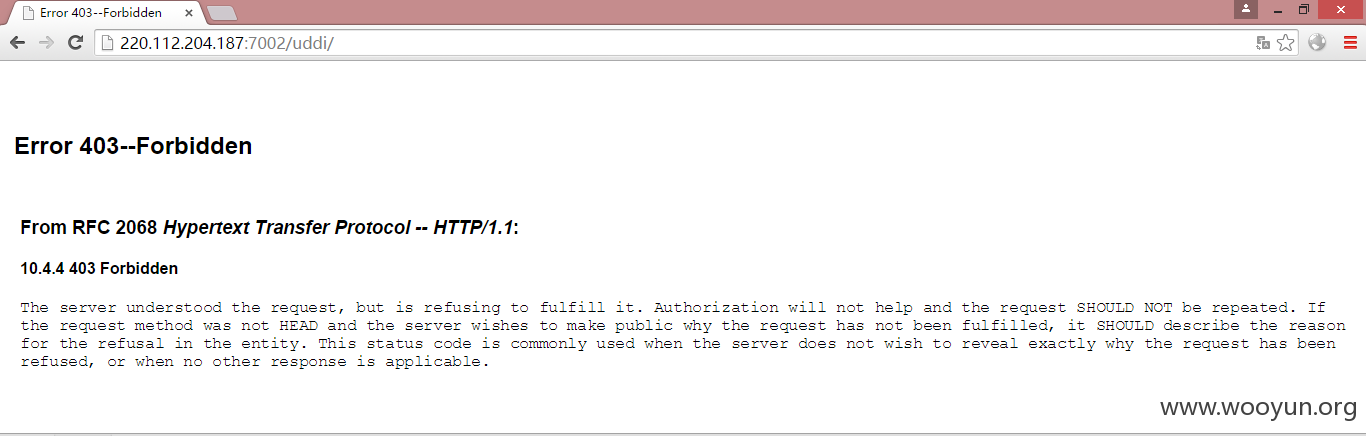 Error 403--Forbidden
220.112.204.187:7002/uddi/
Error 403--Forbidden
From RFC 2068 Hypertext Transfer Protocol -- HTTP/1.1:
10.4.4 403 Forbidden
The server understood the request, but is refusing to fulfill it. Authorization will not help and the request SHOULD NOT be repeated. If
the request method was not HEAD and the server wishes to make public why the request has not been fulfilled, it SHOULD describe the reason
for the refusal in the entity. This status code is commonly used when the server does not wish to reveal exactly why the request has been
refused, or when no other response is applicable.
www.wooyun.org